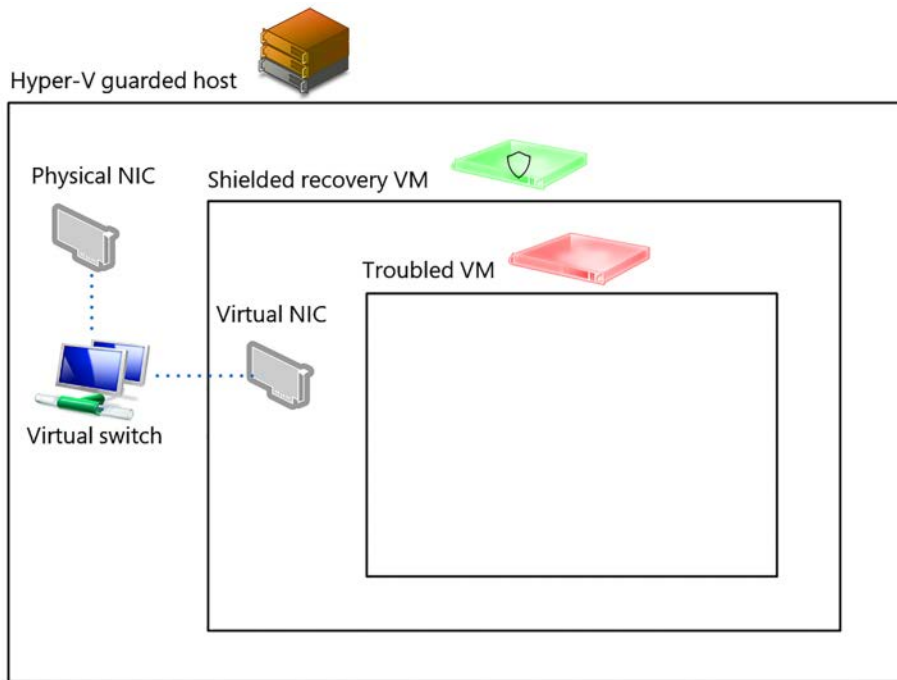 Hyper-V guarded host
Physical NIC
Shielded recovery VM
Troubled VM
Virtual NIC
Virtual switch